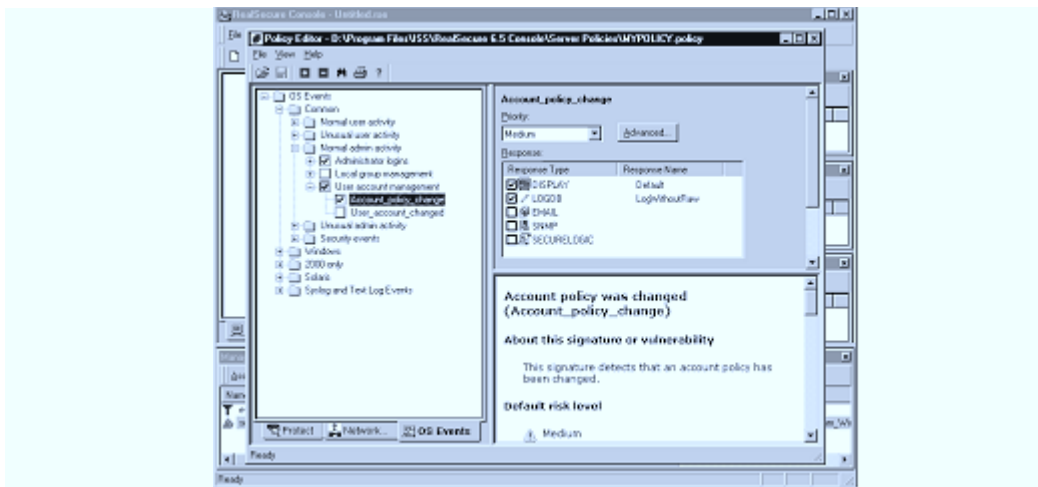 RealSecure Console - Untitled.rsc
File
Policy Editor - D:\Program Files\ISS\RealSecure 6.5 Console\Server Policies\MYPOLICY.policy
File View Help
OS Events
Common
Normal user activity
Unusual user activity
Normal admin activity
Administrator logins
Local group management
User account management
Account_policy_change
User_account_changed
Unusual admin activity
Security events
Windows
2000 only
Solaris
Syslog and Text Log Events
Protect Network... OS Events
Account_policy_change
Priority:
Medium Advanced...
Response:
Response Type Response Name
DISPLAY Default
LOGDB LogWithoutRaw
EMAIL
SNMP
SECURELOGIC
Account policy was changed
(Account_policy_change)
About this signature or vulnerability
This signature detects that an account policy has
been changed.
Default risk level
Medium
Ready
Ready